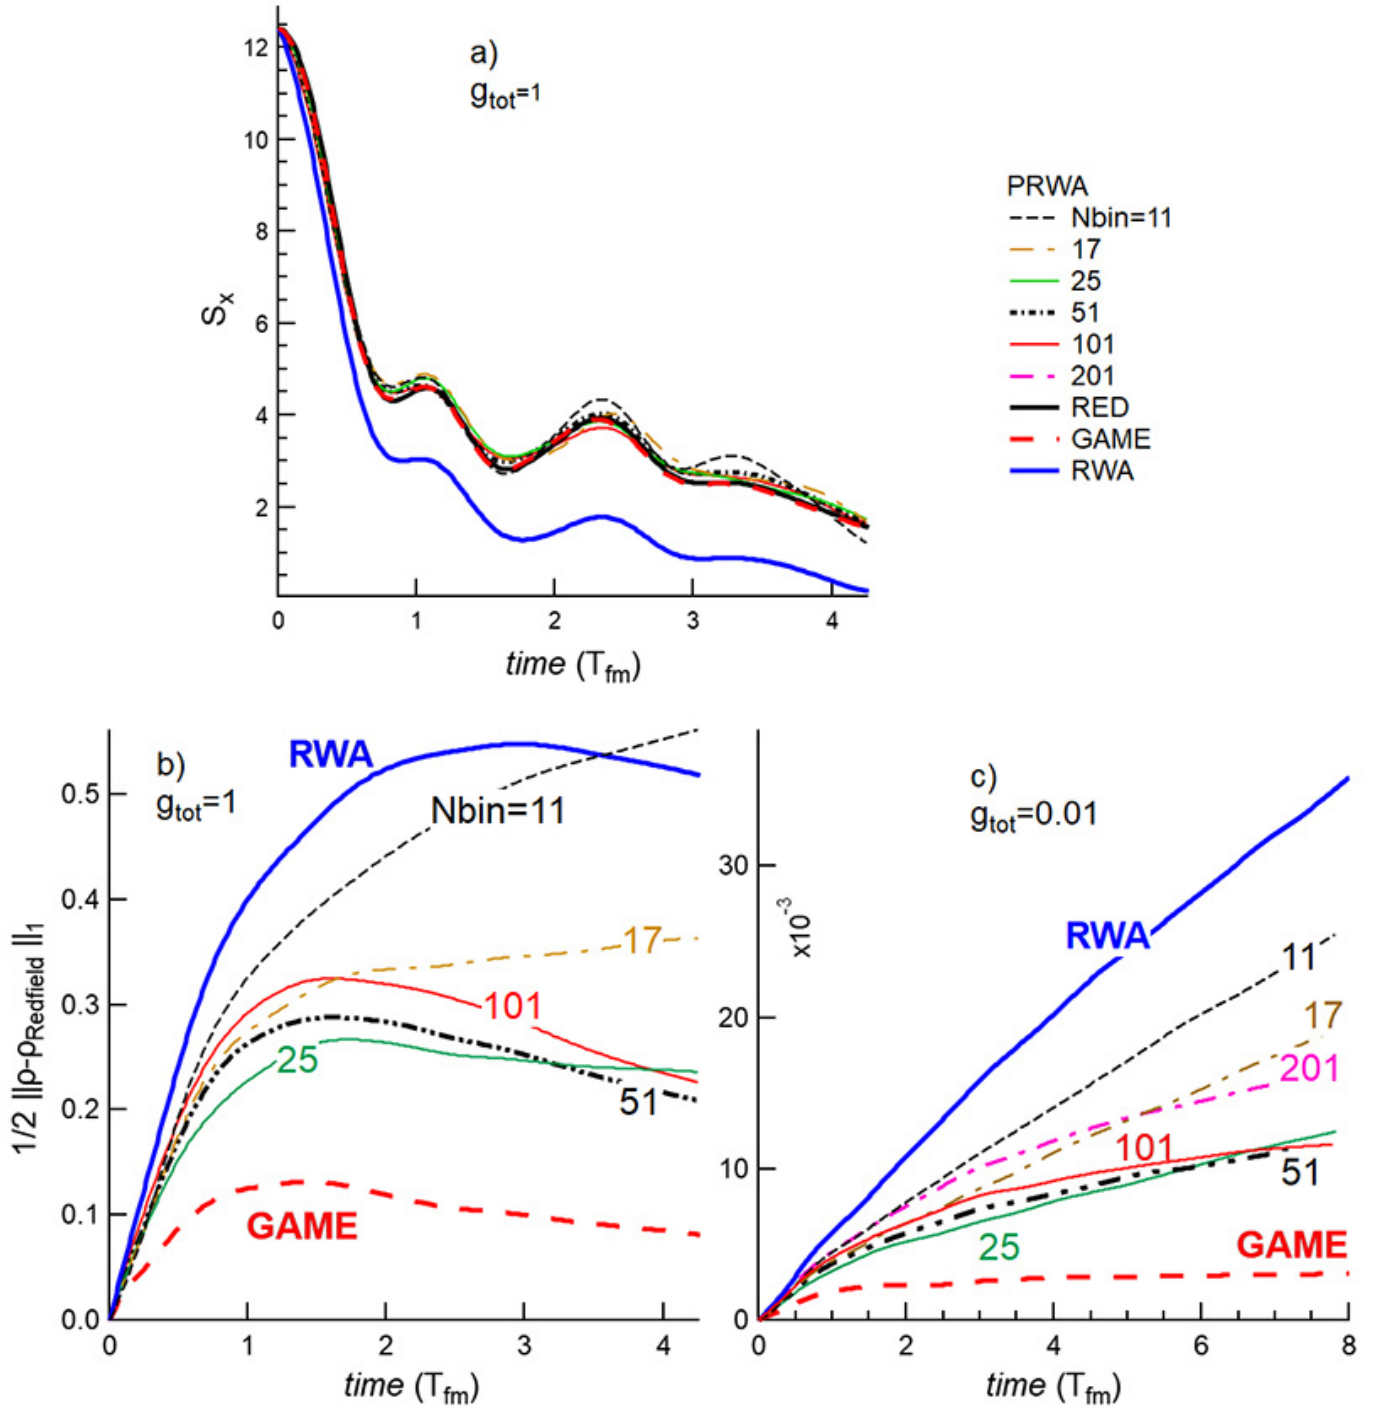 a)
g_tot=1
12
10
8
6
4
2
S_x
0 1 2 3 4
time (T_fm)
PRWA
Nbin=11
17
25
51
101
201
RED
GAME
RWA
b)
g_tot=1
RWA
Nbin=11
17
101
25
51
GAME
0.5
0.4
0.3
0.2
0.1
0.0
1/2 ||ρ-ρ_Redfield ||_1
0 1 2 3 4
time (T_fm)
c)
g_tot=0.01
RWA
11
17
201
101
51
25
GAME
30
20
10
0
x10^-3
0 2 4 6 8
time (T_fm)